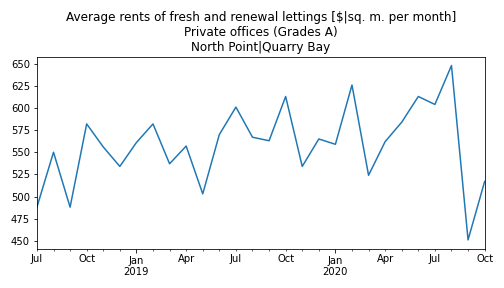 Average rents of fresh and renewal lettings [$|sq. m. per month]
Private offices (Grades A)
North Point|Quarry Bay
650
625
600
575
550
525
500
475
450
Jul Oct Jan Apr Jul Oct Jan Apr Jul Oct
2019 2020